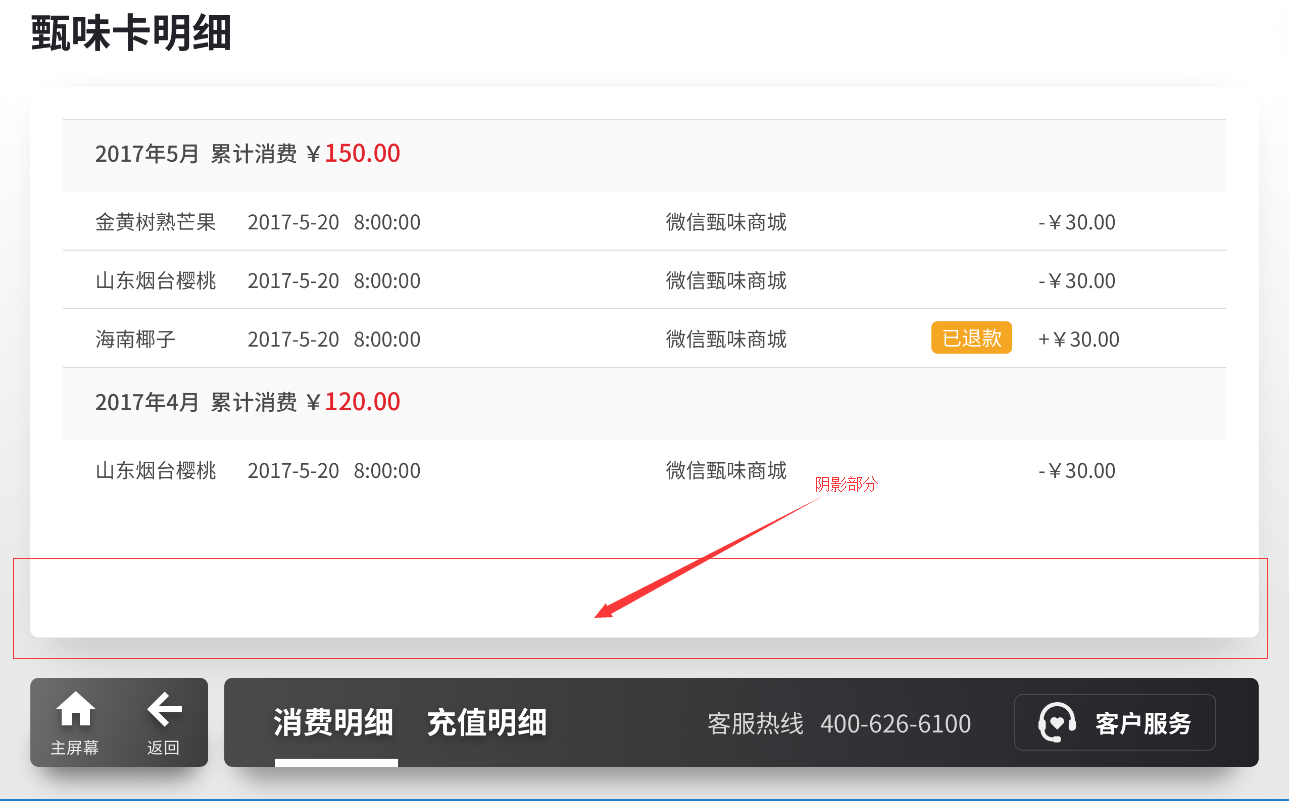 甄味卡明细
2017年5月 累计消费 ￥150.00
金黄树熟芒果 2017-5-20 8:00:00 微信甄味商城 -￥30.00
山东烟台樱桃 2017-5-20 8:00:00 微信甄味商城 -￥30.00
海南椰子 2017-5-20 8:00:00 微信甄味商城 已退款 +￥30.00
2017年4月 累计消费 ￥120.00
山东烟台樱桃 2017-5-20 8:00:00 微信甄味商城 -￥30.00
阴影部分
主屏幕 返回 消费明细 充值明细 客服热线 400-626-6100 客户服务